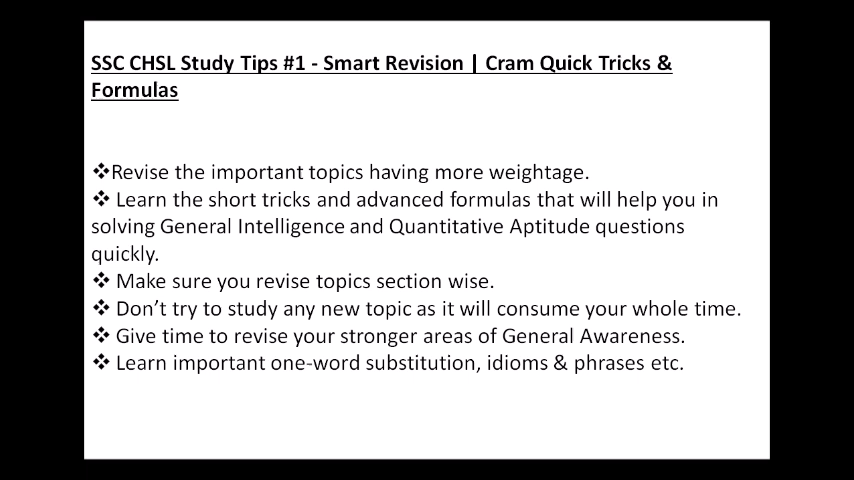 SSC CHSL Study Tips #1 - Smart Revision | Cram Quick Tricks &
Formulas
❖Revise the important topics having more weightage.
❖ Learn the short tricks and advanced formulas that will help you in
solving General Intelligence and Quantitative Aptitude questions
quickly.
❖ Make sure you revise topics section wise.
❖ Don’t try to study any new topic as it will consume your whole time.
❖ Give time to revise your stronger areas of General Awareness.
❖ Learn important one-word substitution, idioms & phrases etc.